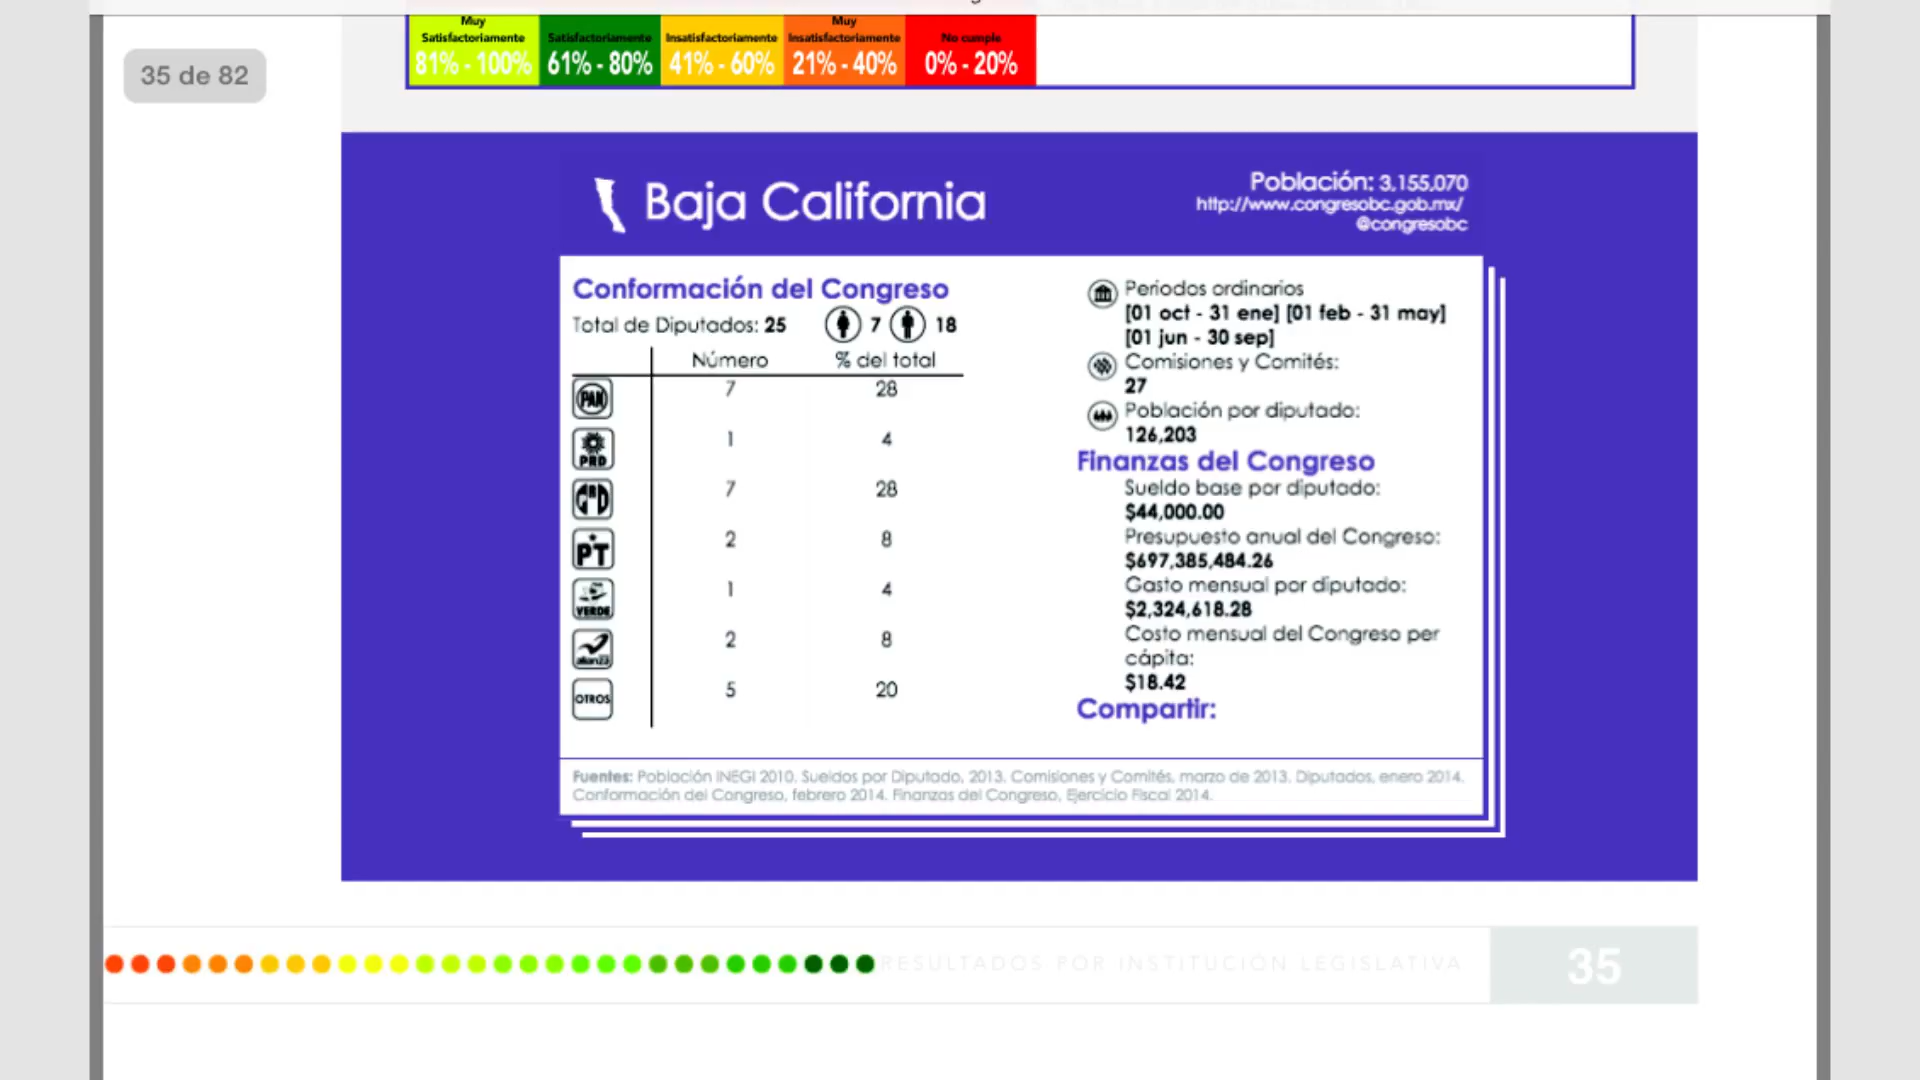 Muy
Satisfactoriamente
81% - 100%
Satisfactoriamente
61% - 80%
Insatisfactoriamente
41% - 60%
Muy
Insatisfactoriamente
21% - 40%
No cumple
0% - 20%
35 de 82
Baja California
Población: 3,155,070
http://www.congresobc.gob.mx/
@congresobc
Conformación del Congreso
Total de Diputados: 25 7 18
Número % del total
PAN 7 28
PRD 1 4
PRI 7 28
PT 2 8
VERDE 1 4
alianza 2 8
OTROS 5 20
Periodos ordinarios
[01 oct - 31 ene] [01 feb - 31 may]
[01 jun - 30 sep]
Comisiones y Comités:
27
Población por diputado:
126,203
Finanzas del Congreso
Sueldo base por diputado:
$44,000.00
Presupuesto anual del Congreso:
$697,385,484.26
Gasto mensual por diputado:
$2,324,618.28
Costo mensual del Congreso per
cápita:
$18.42
Compartir:
Fuentes: Población INEGI 2010. Sueldos por Diputado, 2013. Comisiones y Comités, marzo de 2013. Diputados, enero 2014.
Conformación del Congreso, febrero 2014. Finanzas del Congreso, Ejercicio Fiscal 2014.
RESULTADOS POR INSTITUCIÓN LEGISLATIVA
35